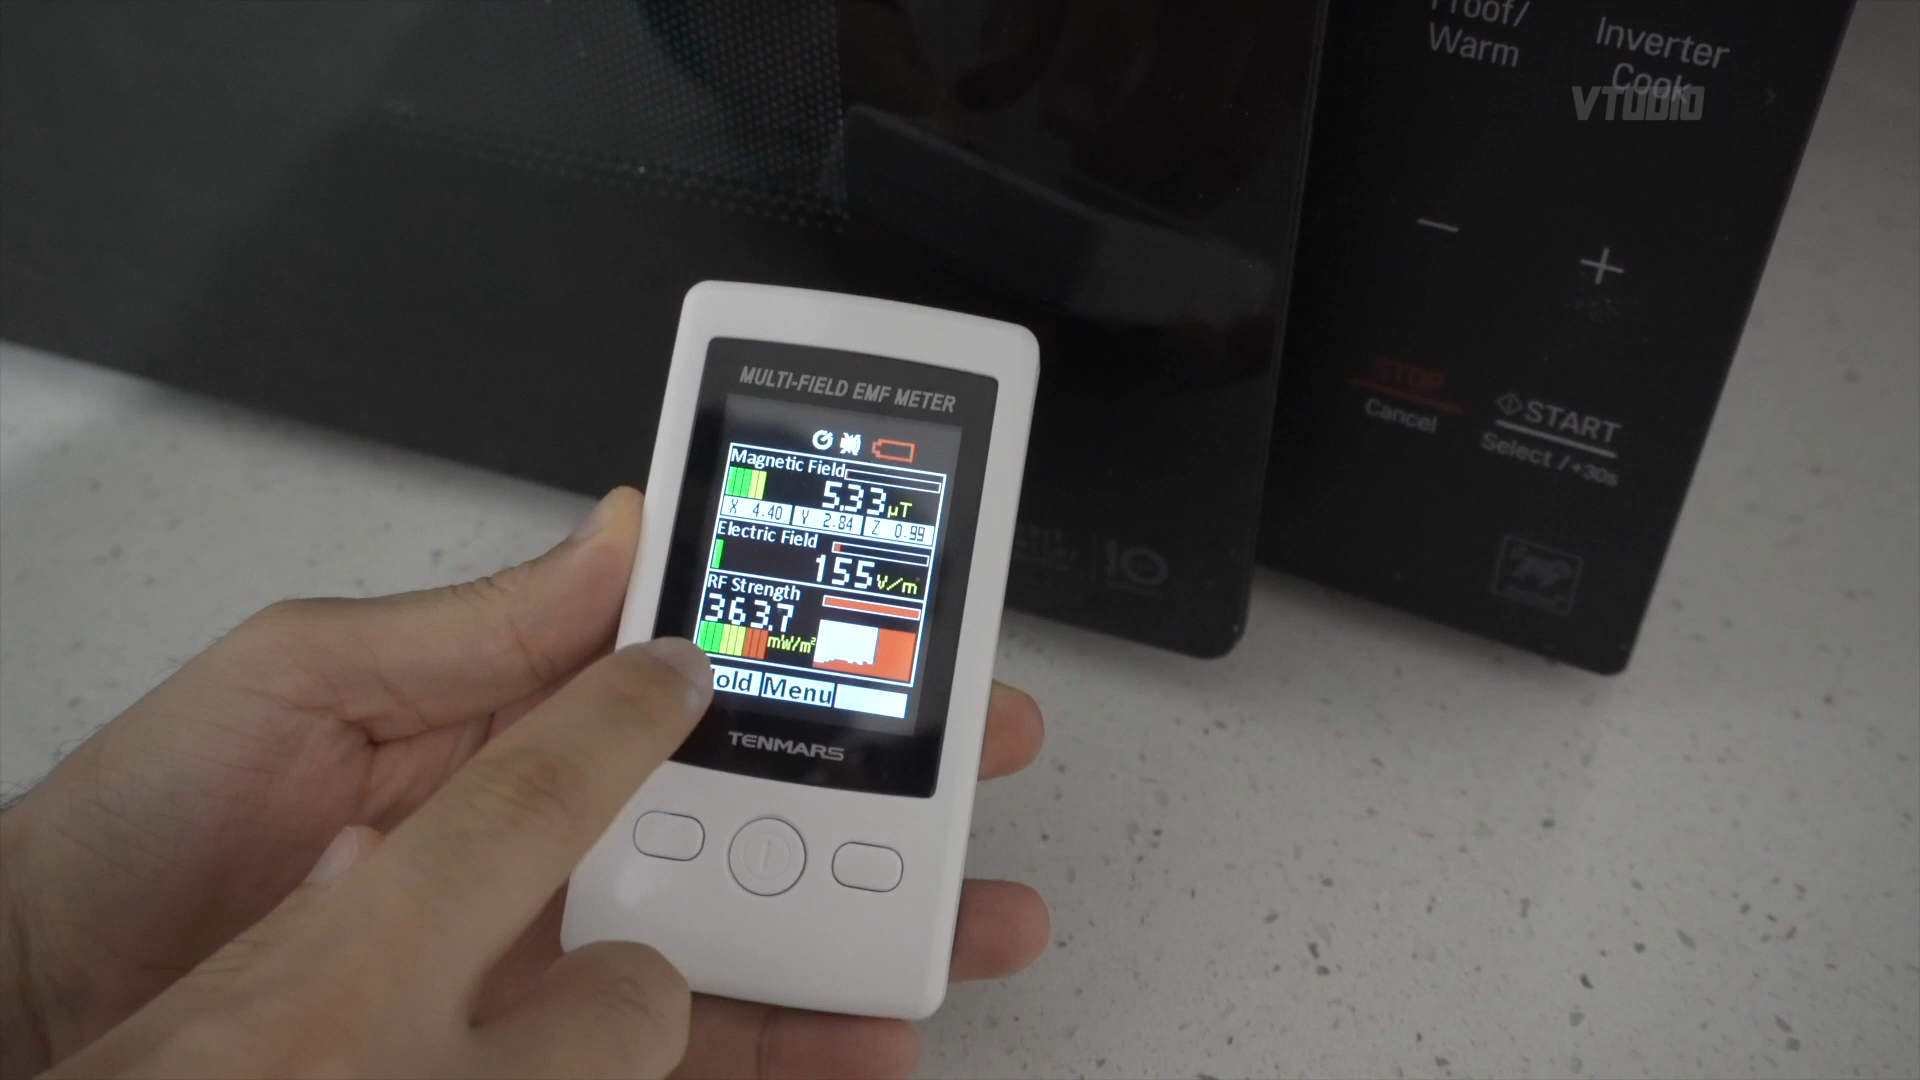 Proof/
Warm
Inverter
Cook
VTUDIO
−
+
STOP
Cancel
START
Select /+30s
MULTI-FIELD EMF METER
Magnetic Field
5.33 µT
X 4.40 Y 2.84 Z 0.99
Electric Field
155 V/m
RF Strength
363.7
mW/m²
old Menu
TENMARS
10